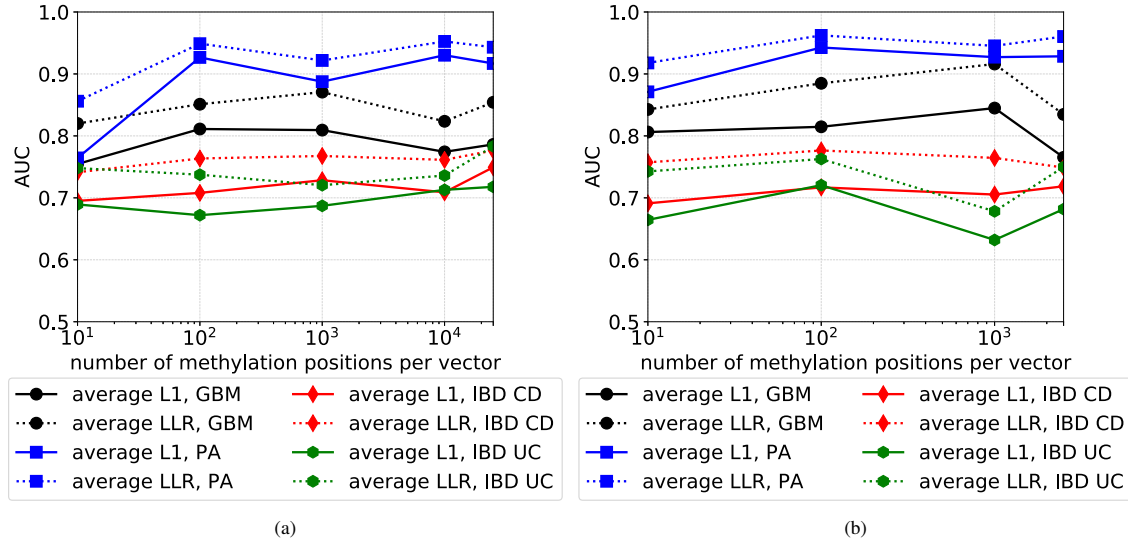 1.0
0.9
0.8
0.7
0.6
0.5
AUC
10^1 10^2 10^3 10^4
number of methylation positions per vector
average L1, GBM average L1, IBD CD
average LLR, GBM average LLR, IBD CD
average L1, PA average L1, IBD UC
average LLR, PA average LLR, IBD UC
(a)
1.0
0.9
0.8
0.7
0.6
0.5
AUC
10^1 10^2 10^3
number of methylation positions per vector
average L1, GBM average L1, IBD CD
average LLR, GBM average LLR, IBD CD
average L1, PA average L1, IBD UC
average LLR, PA average LLR, IBD UC
(b)